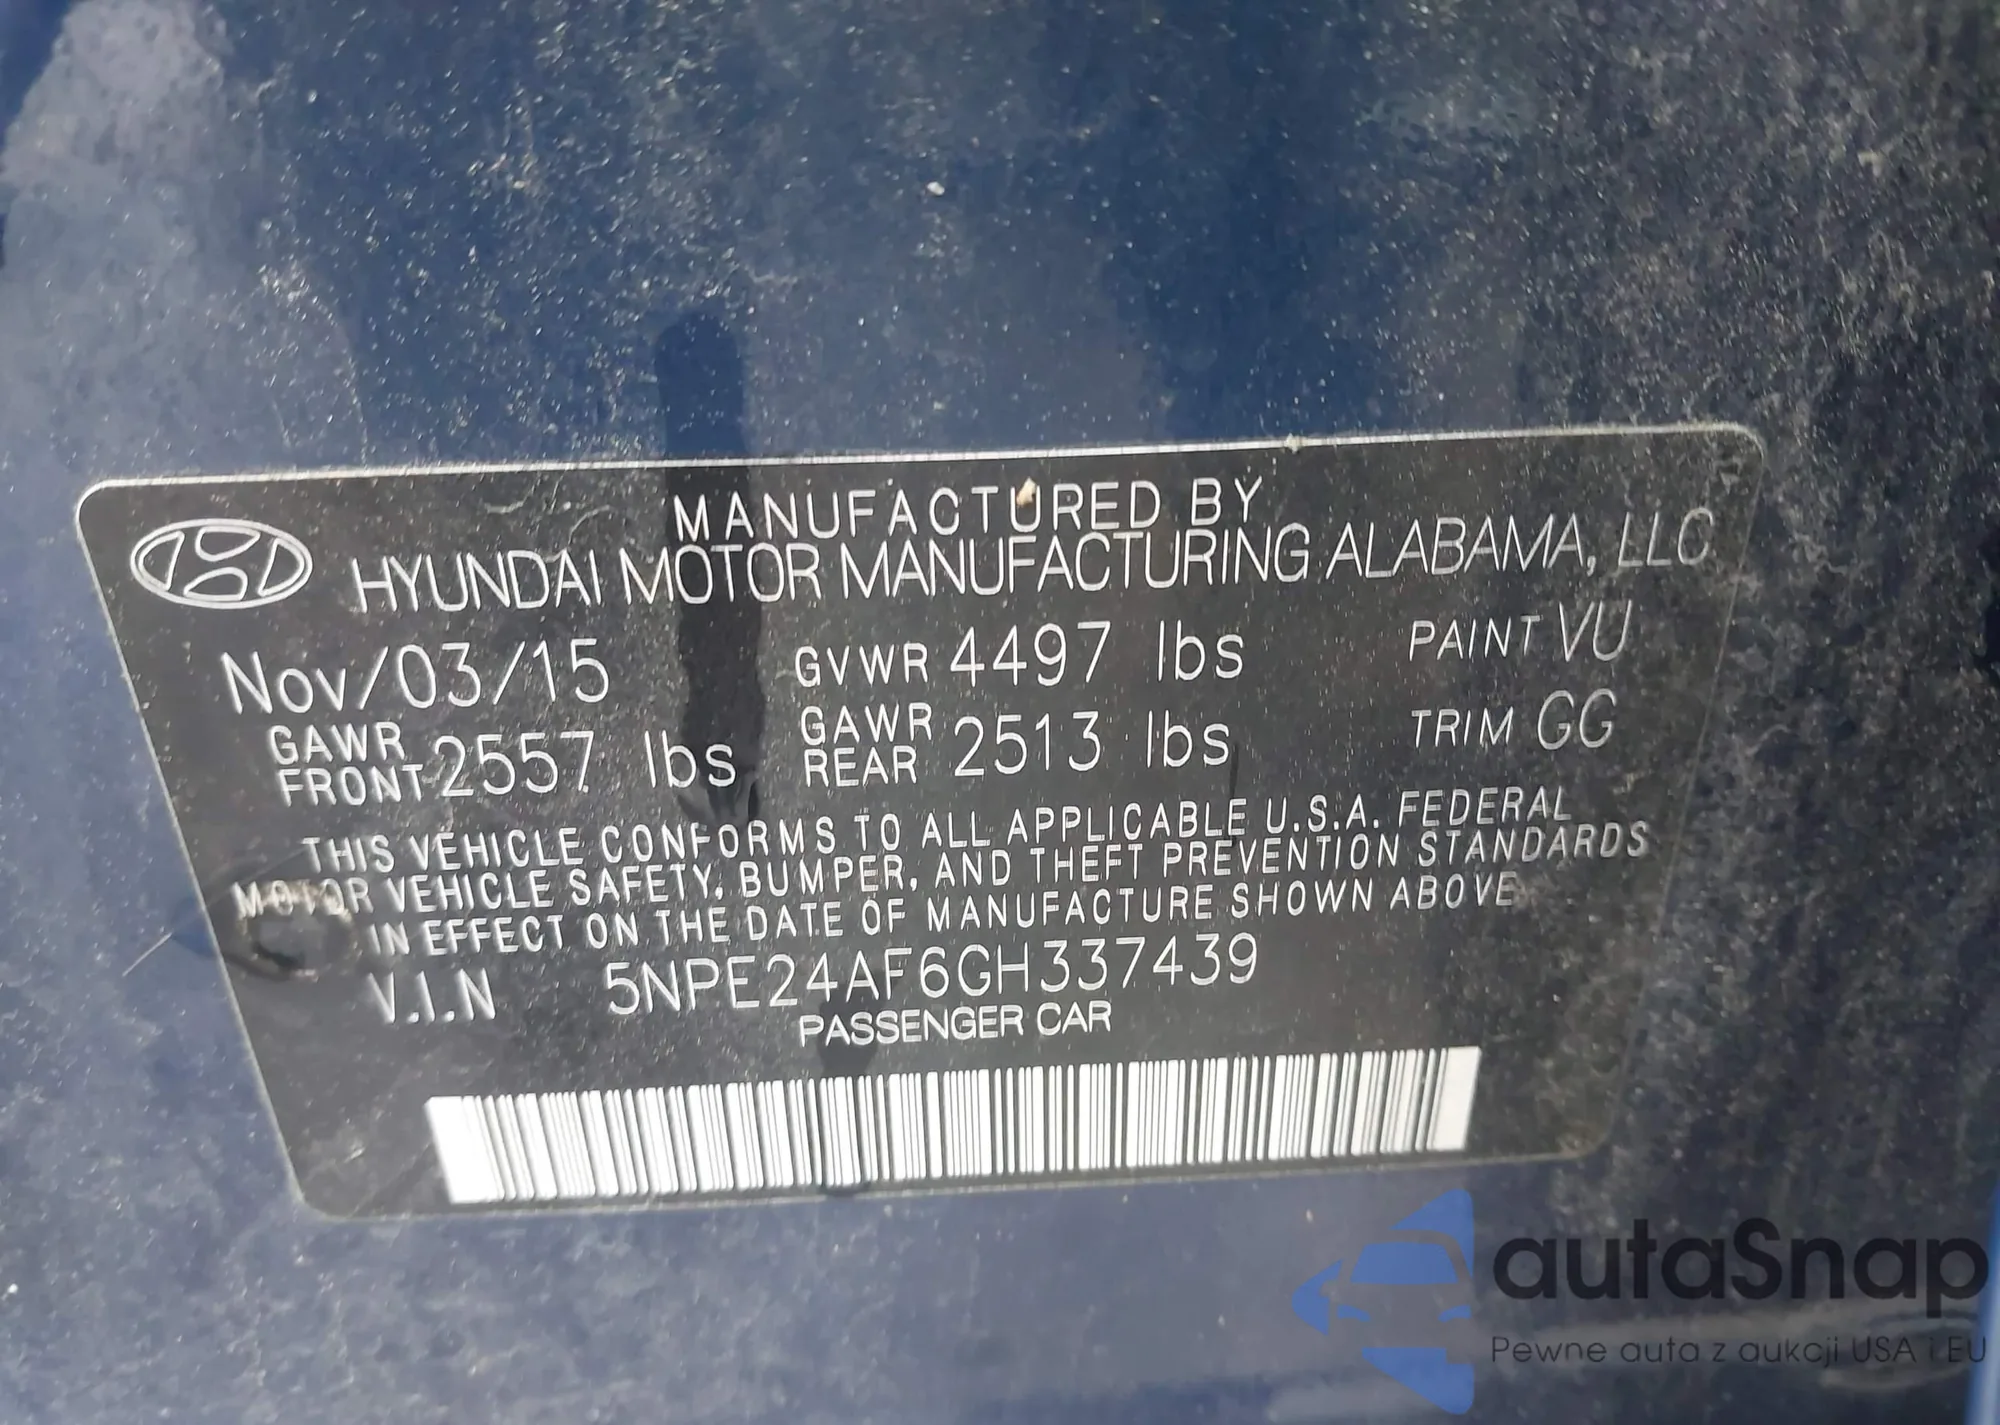 MANUFACTURED BY
HYUNDAI MOTOR MANUFACTURING ALABAMA, LLC
Nov/03/15 GVWR 4497 lbs PAINT VU
GAWR FRONT 2557 lbs GAWR REAR 2513 lbs TRIM GG
THIS VEHICLE CONFORMS TO ALL APPLICABLE U.S.A. FEDERAL
MOTOR VEHICLE SAFETY, BUMPER, AND THEFT PREVENTION STANDARDS
IN EFFECT ON THE DATE OF MANUFACTURE SHOWN ABOVE
V.I.N 5NPE24AF6GH337439
PASSENGER CAR
autaSnap
Pewne auta z aukcji USA i EU